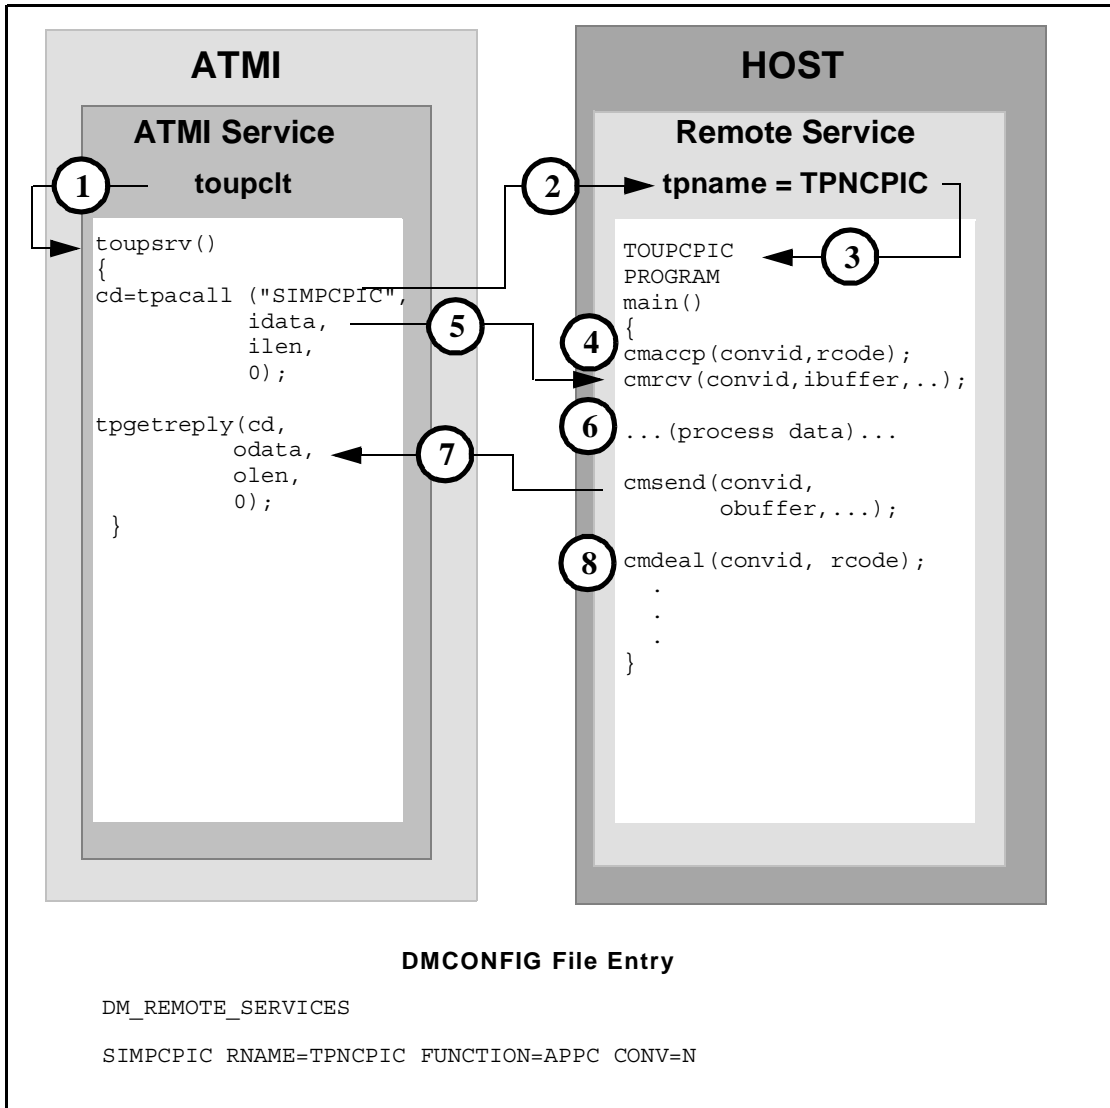 ATMI
ATMI Service
1
toupclt
toupsrv()
{
cd=tpacall ("SIMPCPIC",
idata,
ilen,
0);
tpgetreply(cd,
odata,
olen,
0);
}
2
5
7
HOST
Remote Service
tpname = TPNCPIC
3
TOUPCPIC
PROGRAM
main()
{
4
cmaccp(convid,rcode);
cmrcv(convid,ibuffer,..);
6
...(process data)...
cmsend(convid,
obuffer,...);
8
cmdeal(convid, rcode);
.
.
.
}
DMCONFIG File Entry
DM_REMOTE_SERVICES
SIMPCPIC RNAME=TPNCPIC FUNCTION=APPC CONV=N